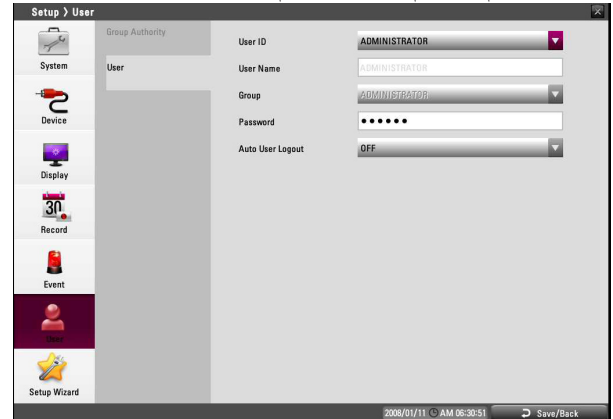 Setup > User
System
Device
Display
30
Record
Event
User
Setup Wizard
Group Authority
User
User ID
ADMINISTRATOR
User Name
ADMINISTRATOR
Group
ADMINISTRATOR
Password
••••••
Auto User Logout
OFF
2008/01/11 AM 06:30:51
Save/Back